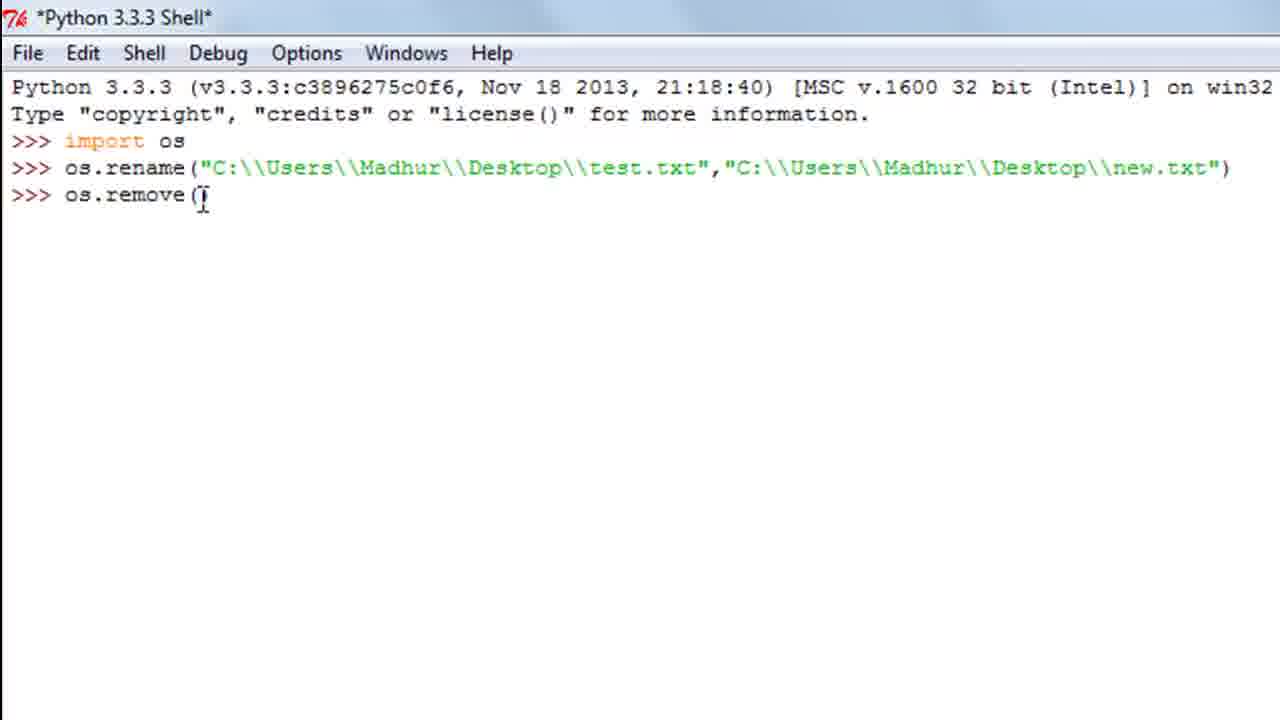 *Python 3.3.3 Shell*
File Edit Shell Debug Options Windows Help
Python 3.3.3 (v3.3.3:c3896275c0f6, Nov 18 2013, 21:18:40) [MSC v.1600 32 bit (Intel)] on win32
Type "copyright", "credits" or "license()" for more information.
>>> import os
>>> os.rename("C:\\Users\\Madhur\\Desktop\\test.txt","C:\\Users\\Madhur\\Desktop\\new.txt")
>>> os.remove()